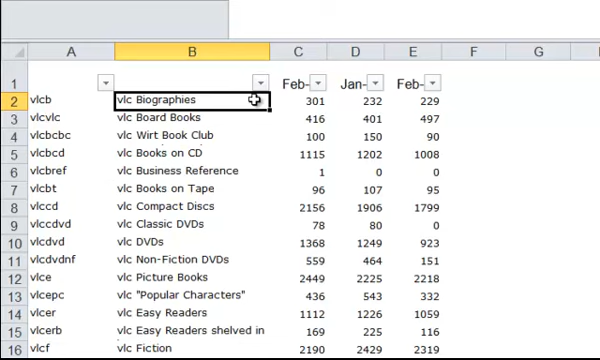 A B C D E F G
1 Feb- Jan- Feb-
2 vlcb vlc Biographies 301 232 229
3 vlcvlc vlc Board Books 416 401 497
4 vlcbcbc vlc Wirt Book Club 100 150 90
5 vlcbcd vlc Books on CD 1115 1202 1008
6 vlcbref vlc Business Reference 1 0 0
7 vlcbt vlc Books on Tape 96 107 95
8 vlccd vlc Compact Discs 2156 1906 1799
9 vlccdvd vlc Classic DVDs 78 80 0
10 vlcdvd vlc DVDs 1368 1249 923
11 vlcdvdnf vlc Non-Fiction DVDs 559 464 151
12 vlce vlc Picture Books 2449 2225 2218
13 vlcepc vlc "Popular Characters" 436 543 332
14 vlcer vlc Easy Readers 1112 1226 1059
15 vlcerb vlc Easy Readers shelved in 169 225 116
16 vlcf vlc Fiction 2190 2429 2319